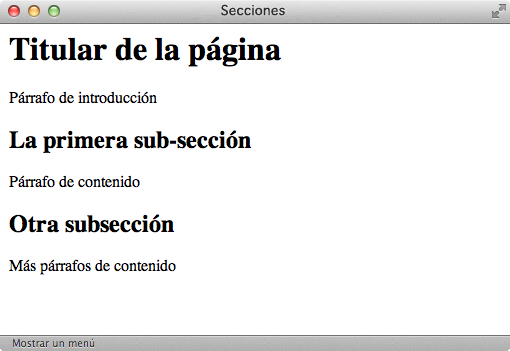 Secciones
Titular de la página
Párrafo de introducción
La primera sub-sección
Párrafo de contenido
Otra subsección
Más párrafos de contenido
Mostrar un menú